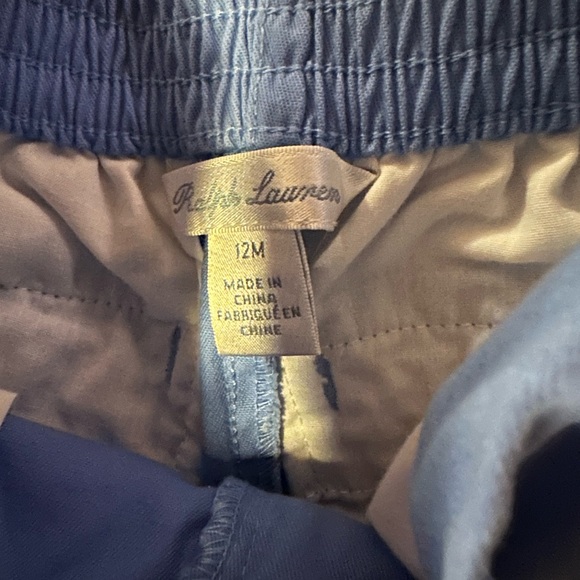 Ralph Lauren
12M
MADE IN
CHINA
FABRIQUÉ EN
CHINE